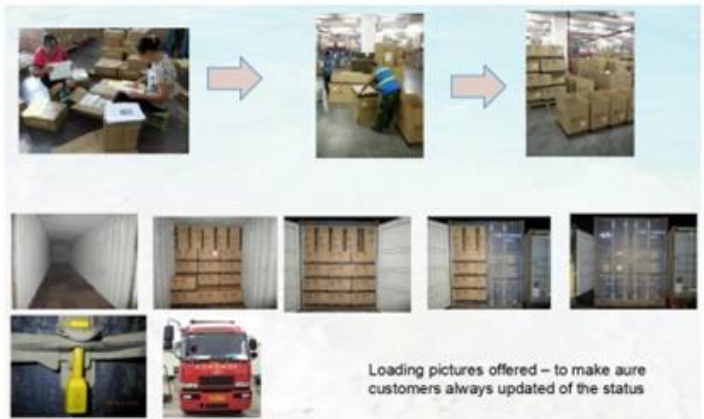 Loading pictures offered – to make aure
customers always updated of the status